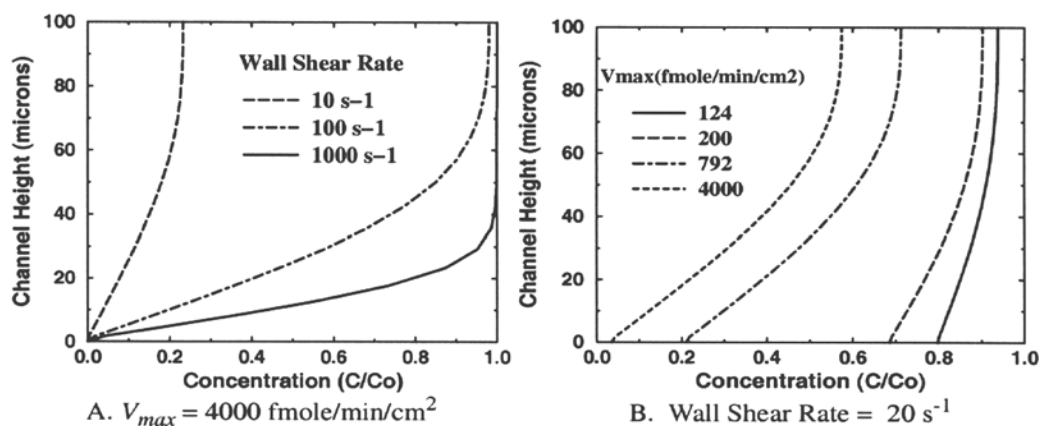 100
80
60
40
20
0
Channel Height (microns)
Wall Shear Rate
10 s−1
100 s−1
1000 s−1
0.0 0.2 0.4 0.6 0.8 1.0
Concentration (C/Co)
A. Vmax = 4000 fmole/min/cm²
100
80
60
40
20
0
Channel Height (microns)
Vmax(fmole/min/cm2)
124
200
792
4000
0.0 0.2 0.4 0.6 0.8 1.0
Concentration (C/Co)
B. Wall Shear Rate = 20 s⁻¹